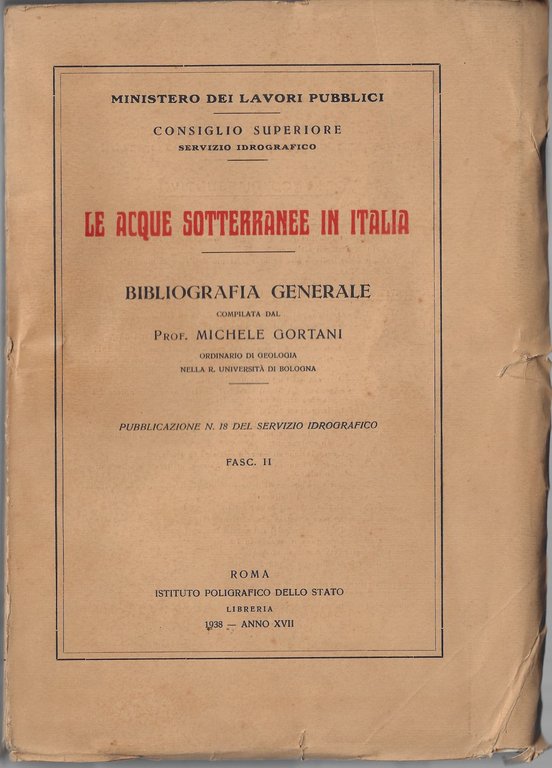 MINISTERO DEI LAVORI PUBBLICI
CONSIGLIO SUPERIORE
SERVIZIO IDROGRAFICO
LE ACQUE SOTTERRANEE IN ITALIA
BIBLIOGRAFIA GENERALE
COMPILATA DAL
PROF. MICHELE GORTANI
ORDINARIO DI GEOLOGIA
NELLA R. UNIVERSITÀ DI BOLOGNA
PUBBLICAZIONE N. 18 DEL SERVIZIO IDROGRAFICO
FASC. II
ROMA
ISTITUTO POLIGRAFICO DELLO STATO
LIBRERIA
1938 — ANNO XVII